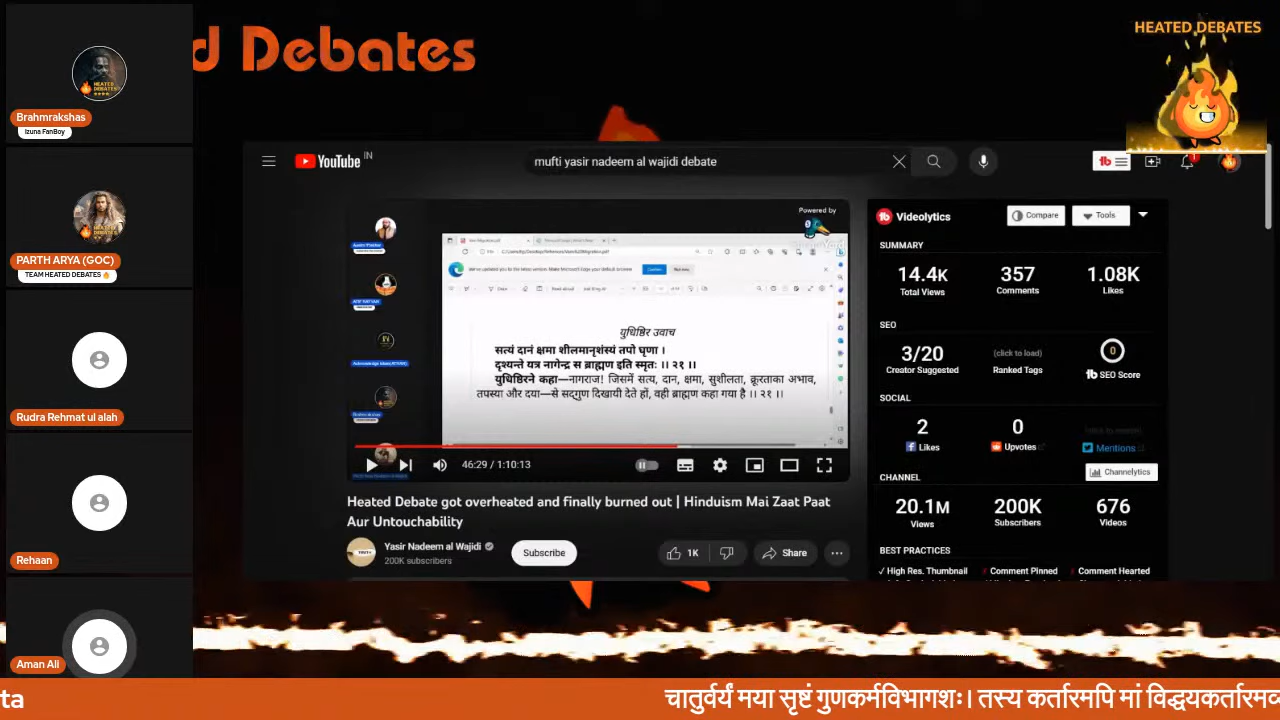 d Debates
HEATED DEBATES
Brahmrakshas
Izuna FanBoy
PARTH ARYA (GOC)
TEAM HEATED DEBATES
Rudra Rehmat ul alah
Rehaan
Aman Ali
YouTube IN
mufti yasir nadeem al wajidi debate
Powered by
युधिष्ठिर उवाच
सत्यं दानं क्षमा शीलमानृशंस्यं तपो घृणा ।
दृश्यन्ते यत्र नागेन्द्र स ब्राह्मण इति स्मृतः ।। २१ ।।
युधिष्ठिरने कहा—नागराज! जिसमें सत्य, दान, क्षमा, सुशीलता, क्रूरताका अभाव,
तपस्या और दया—से सद्गुण दिखायी देते हों, वही ब्राह्मण कहा गया है ।। २१ ।।
46:29 / 1:10:13
Heated Debate got overheated and finally burned out | Hinduism Mai Zaat Paat
Aur Untouchability
Yasir Nadeem al Wajidi
200K subscribers
Subscribe
1K
Share
Videolytics
Compare
Tools
SUMMARY
14.4K 357 1.08K
Total Views Comments Likes
SEO
3/20 (click to load) 0
Creator Suggested Ranked Tags SEO Score
SOCIAL
2 0
Likes Upvotes Mentions
CHANNEL
Channelytics
20.1M 200K 676
Views Subscribers Videos
BEST PRACTICES
High Res. Thumbnail Comment Pinned Comment Hearted
ta
चातुर्वर्यं मया सृष्टं गुणकर्मविभागशः। तस्य कर्तारमपि मां विद्धयकर्तारमव